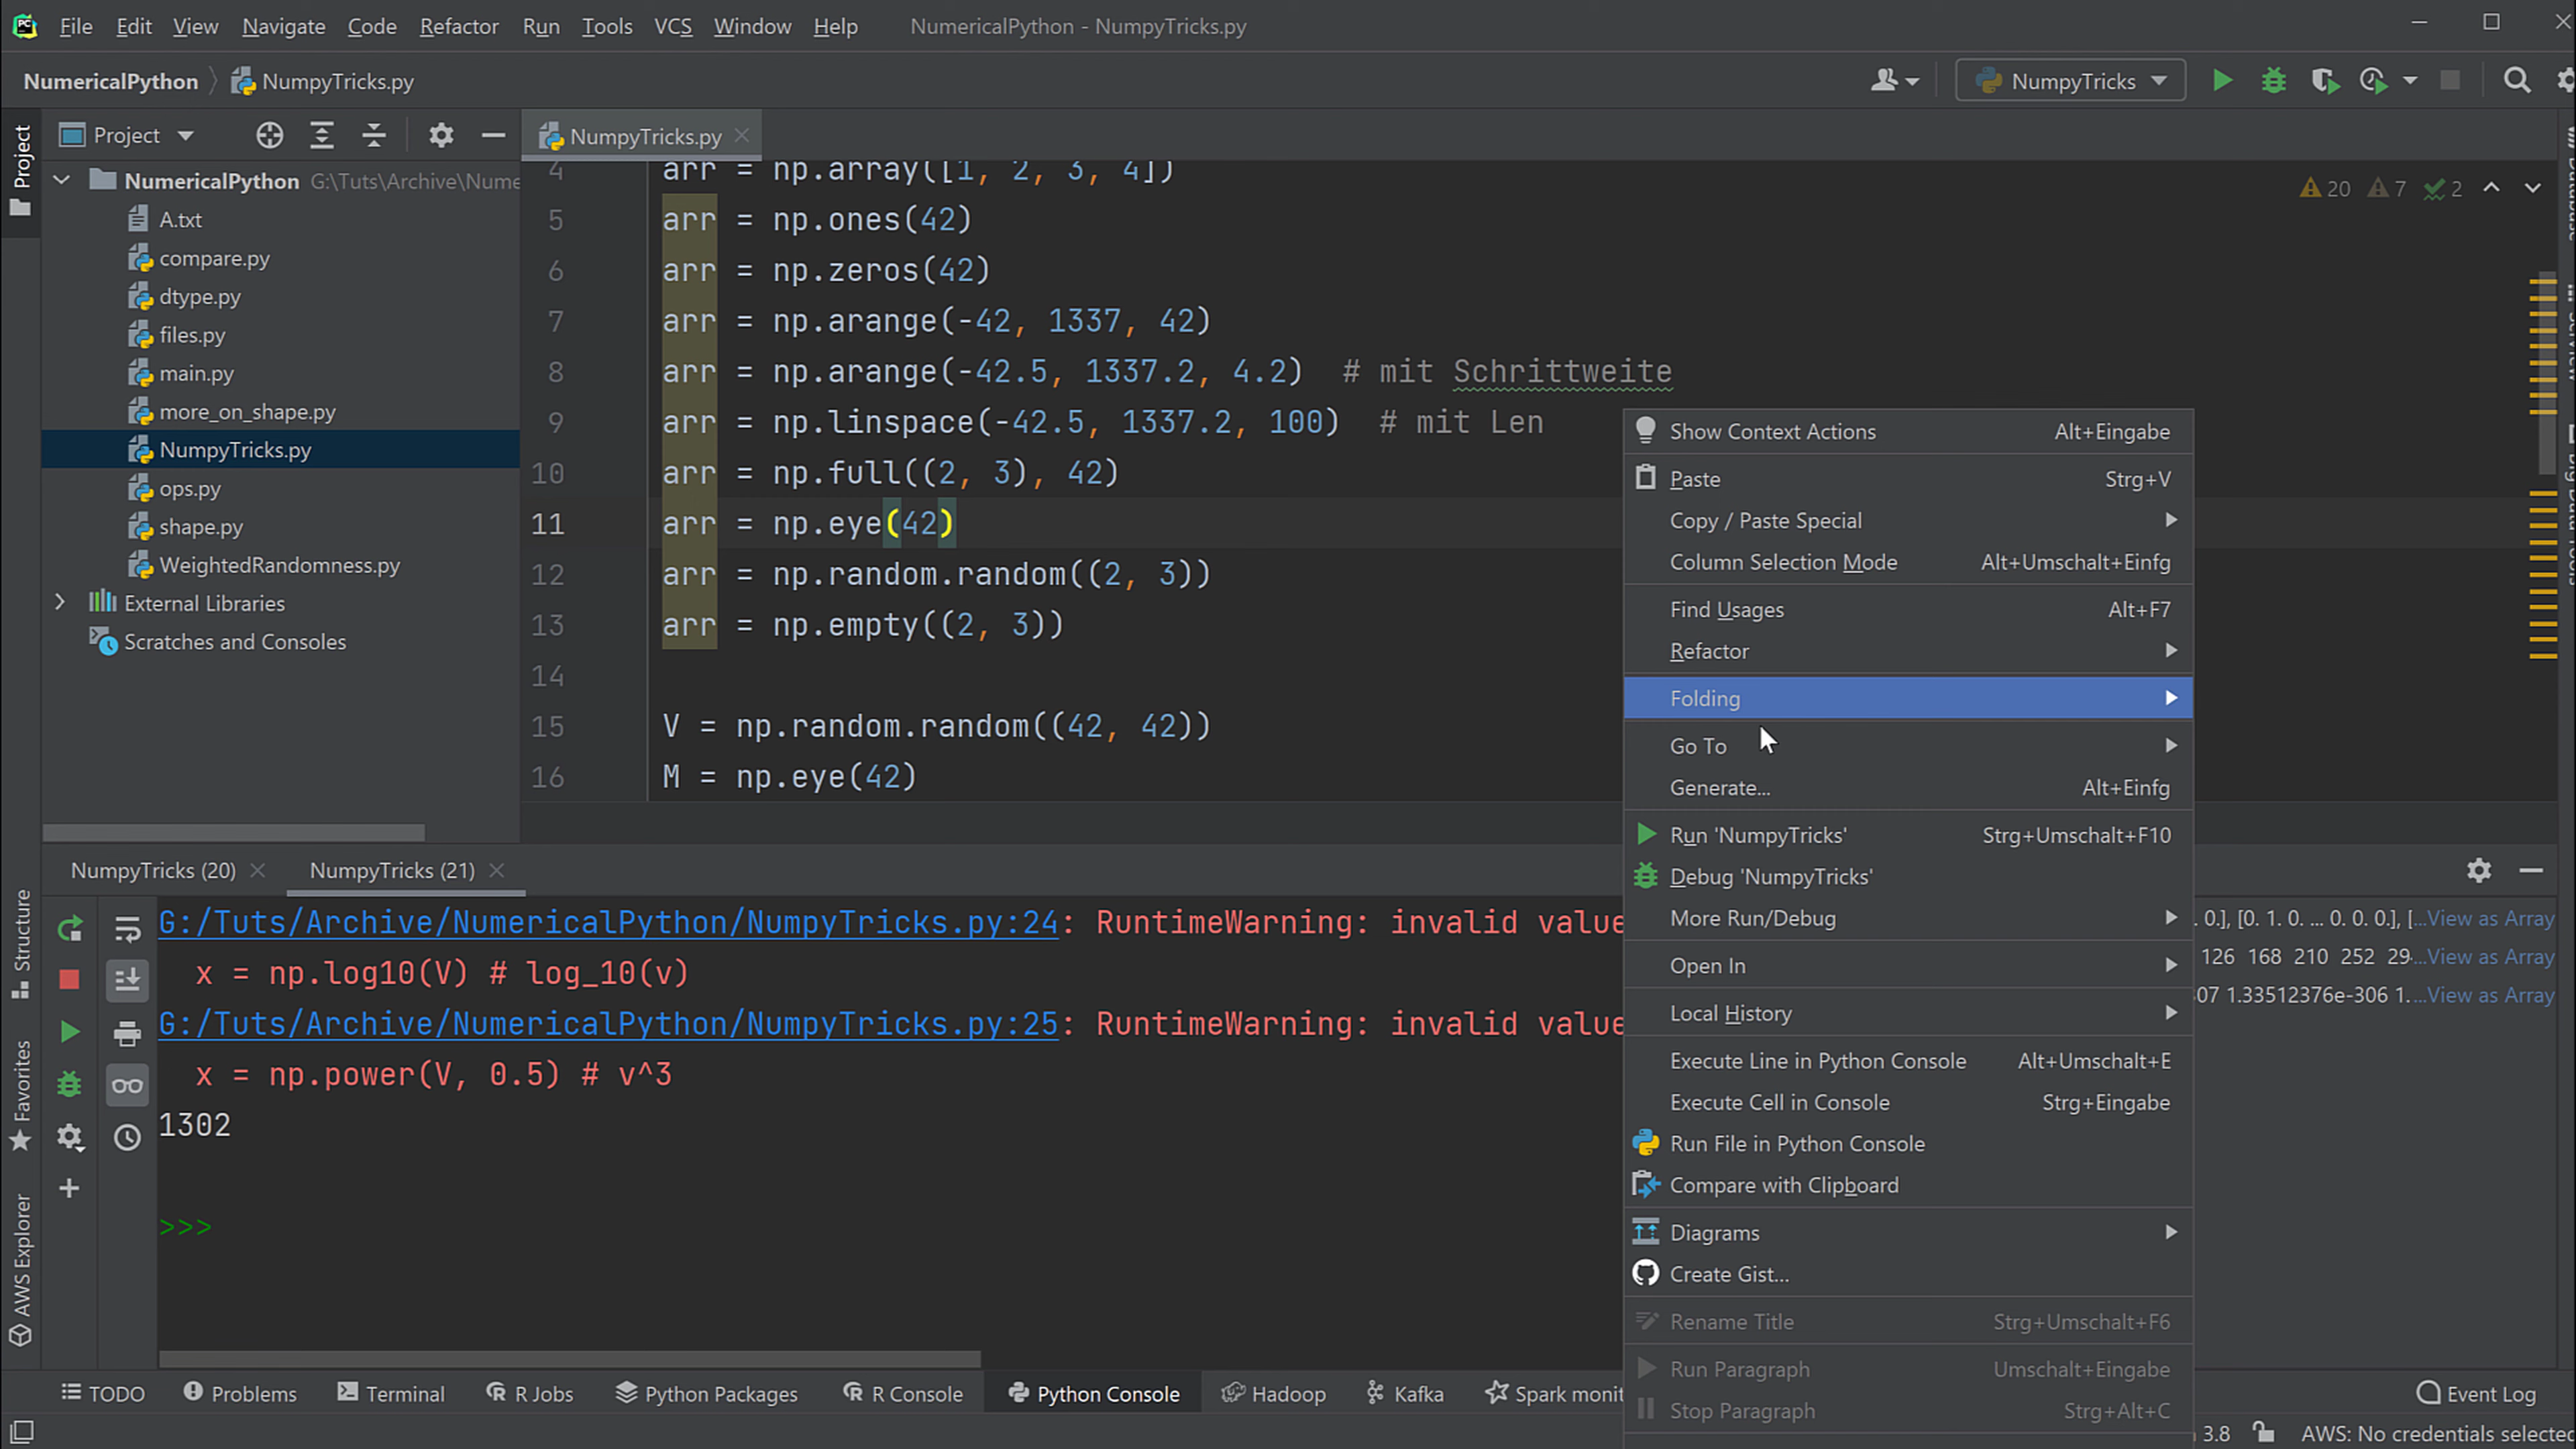 File Edit View Navigate Code Refactor Run Tools VCS Window Help NumericalPython - NumpyTricks.py
NumericalPython NumpyTricks.py NumpyTricks
Project
Project
NumericalPython G:\Tuts\Archive\Nume
A.txt
compare.py
dtype.py
files.py
main.py
more_on_shape.py
NumpyTricks.py
ops.py
shape.py
WeightedRandomness.py
External Libraries
Scratches and Consoles
NumpyTricks.py
20 7 2
4 arr = np.array([1, 2, 3, 4])
5 arr = np.ones(42)
6 arr = np.zeros(42)
7 arr = np.arange(-42, 1337, 42)
8 arr = np.arange(-42.5, 1337.2, 4.2) # mit Schrittweite
9 arr = np.linspace(-42.5, 1337.2, 100) # mit Len
10 arr = np.full((2, 3), 42)
11 arr = np.eye(42)
12 arr = np.random.random((2, 3))
13 arr = np.empty((2, 3))
14
15 V = np.random.random((42, 42))
16 M = np.eye(42)
Show Context Actions Alt+Eingabe
Paste Strg+V
Copy / Paste Special
Column Selection Mode Alt+Umschalt+Einfg
Find Usages Alt+F7
Refactor
Folding
Go To
Generate... Alt+Einfg
Run 'NumpyTricks' Strg+Umschalt+F10
Debug 'NumpyTricks'
More Run/Debug
Open In
Local History
Execute Line in Python Console Alt+Umschalt+E
Execute Cell in Console Strg+Eingabe
Run File in Python Console
Compare with Clipboard
Diagrams
Create Gist...
Rename Title Strg+Umschalt+F6
Run Paragraph Umschalt+Eingabe
Stop Paragraph Strg+Alt+C
NumpyTricks (20) NumpyTricks (21)
G:/Tuts/Archive/NumericalPython/NumpyTricks.py:24: RuntimeWarning: invalid value
x = np.log10(V) # log_10(v)
G:/Tuts/Archive/NumericalPython/NumpyTricks.py:25: RuntimeWarning: invalid value
x = np.power(V, 0.5) # v^3
1302
>>>
. 0.], [0. 1. 0. ... 0. 0. 0.], [...View as Array
126 168 210 252 29...View as Array
07 1.33512376e-306 1....View as Array
Structure
Favorites
AWS Explorer
TODO Problems Terminal R Jobs Python Packages R Console Python Console Hadoop Kafka Spark monit Event Log
3.8 AWS: No credentials selected